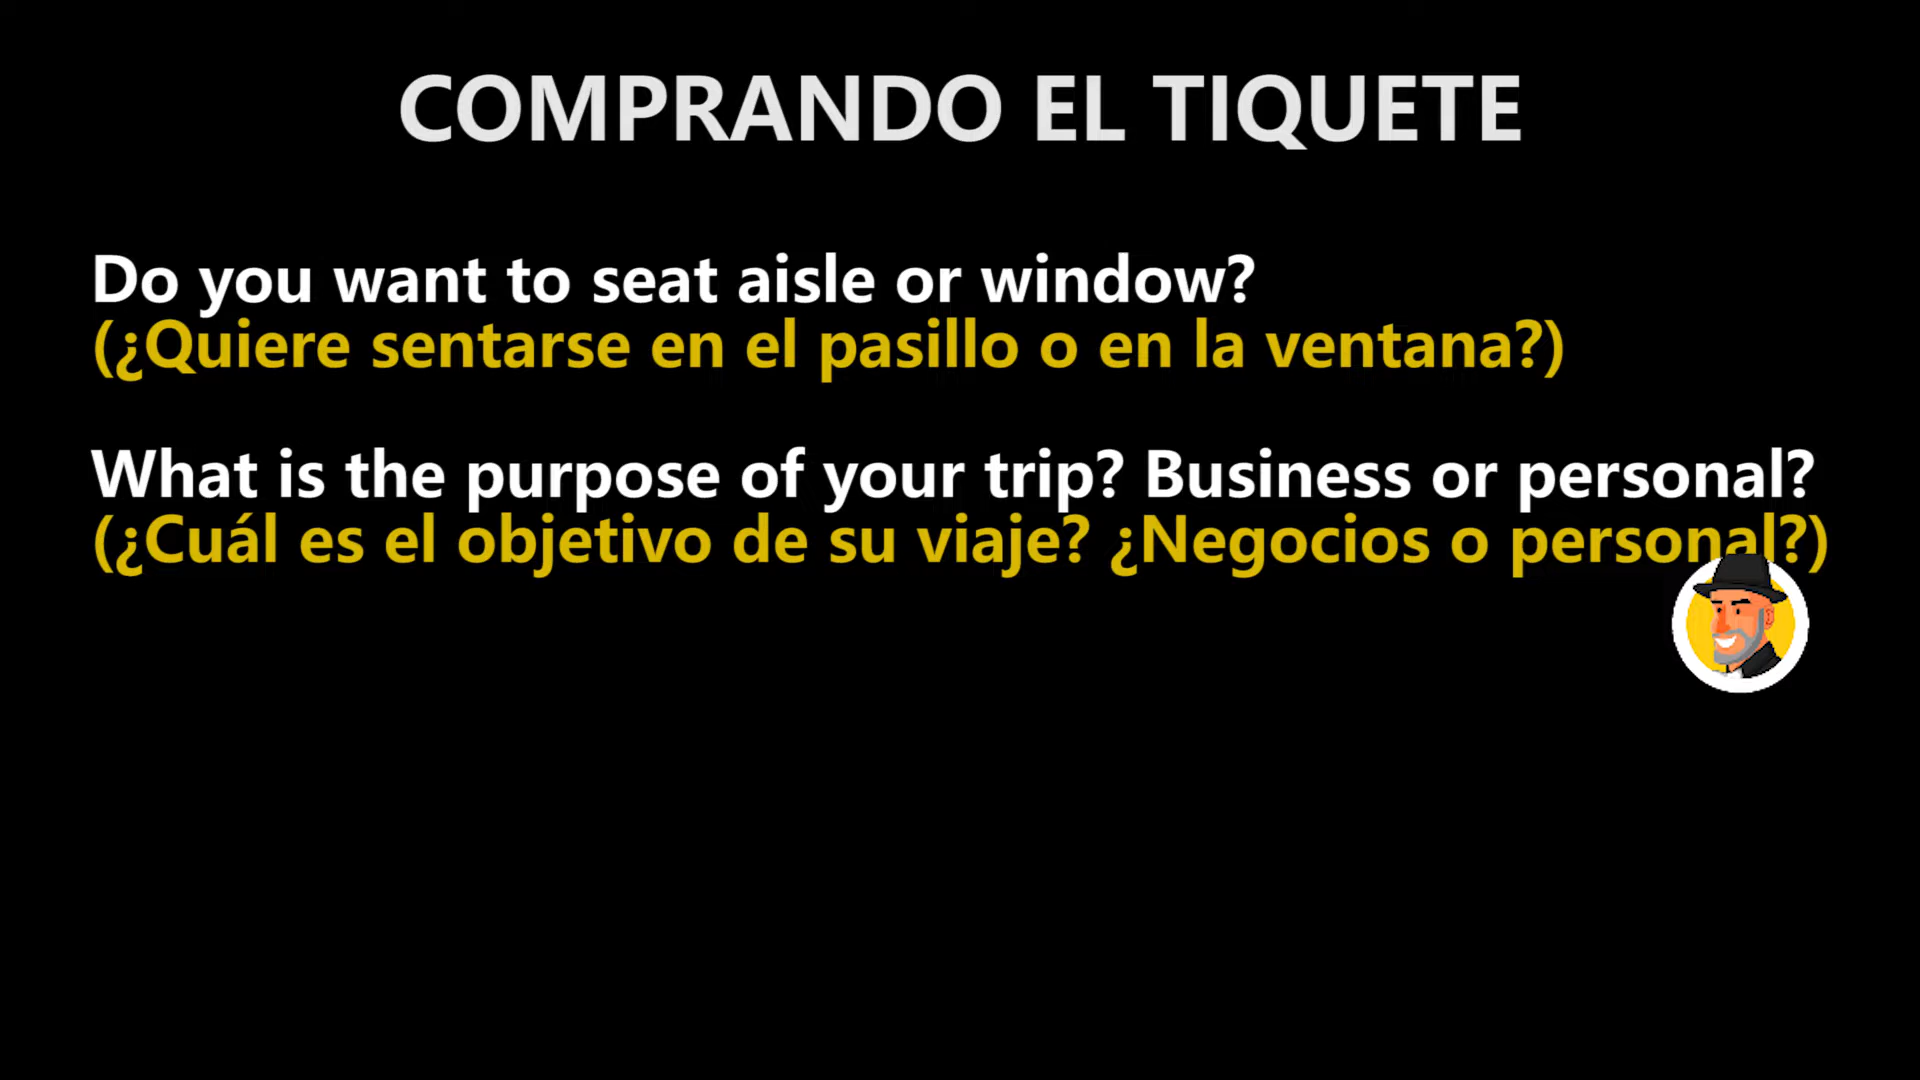 COMPRANDO EL TIQUETE
Do you want to seat aisle or window?
(¿Quiere sentarse en el pasillo o en la ventana?)
What is the purpose of your trip? Business or personal?
(¿Cuál es el objetivo de su viaje? ¿Negocios o personal?)